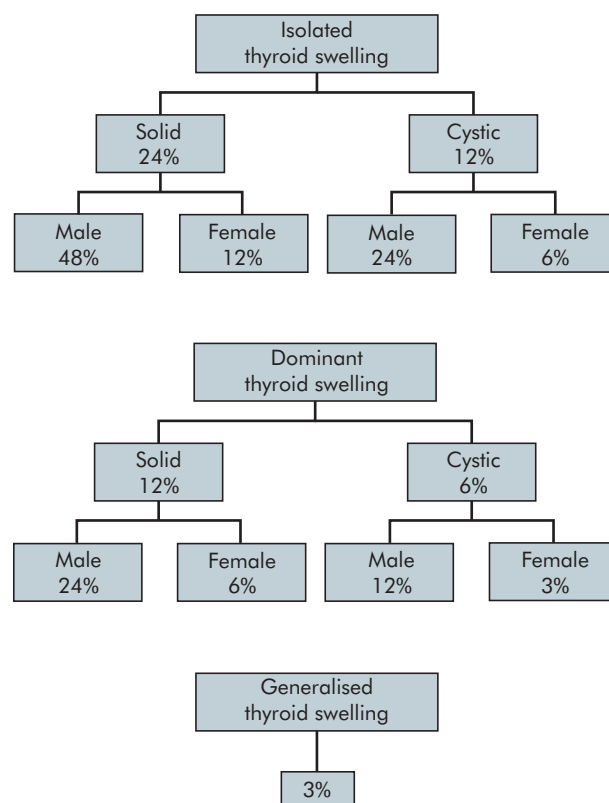 Isolated
thyroid swelling
Solid
24%
Cystic
12%
Male
48%
Female
12%
Male
24%
Female
6%
Dominant
thyroid swelling
Solid
12%
Cystic
6%
Male
24%
Female
6%
Male
12%
Female
3%
Generalised
thyroid swelling
3%